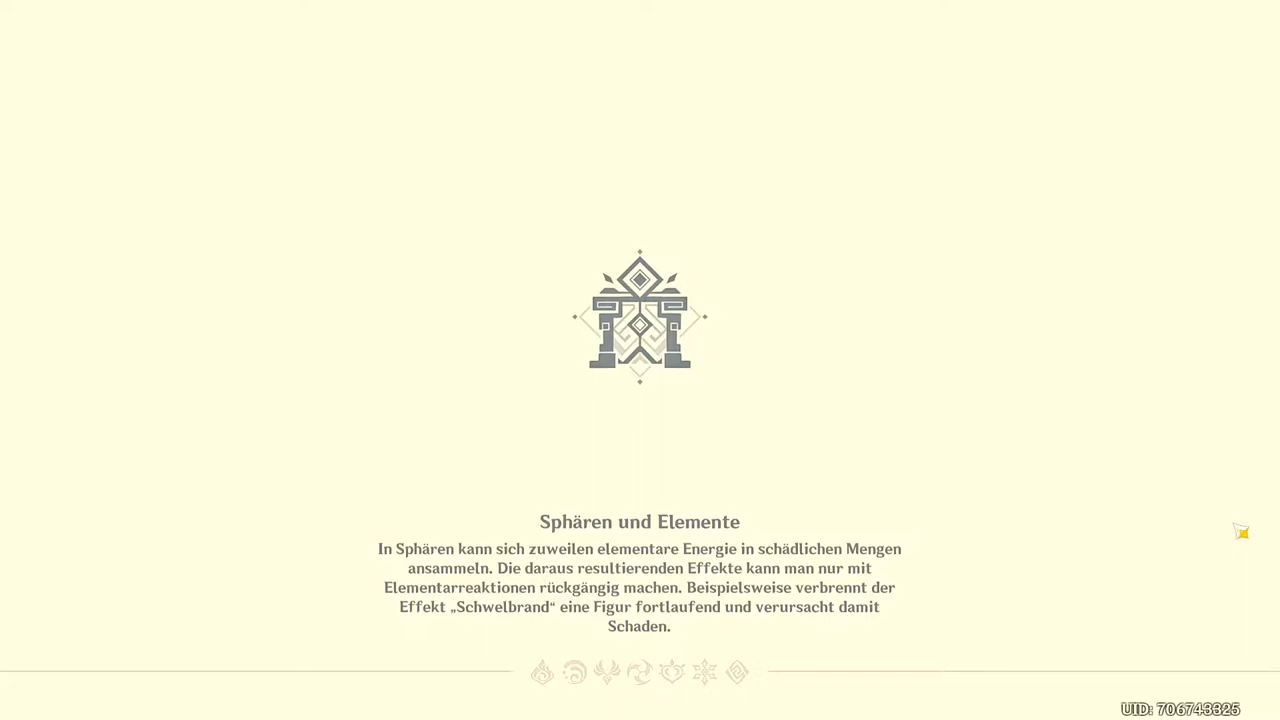 Sphären und Elemente
In Sphären kann sich zuweilen elementare Energie in schädlichen Mengen
ansammeln. Die daraus resultierenden Effekte kann man nur mit
Elementarreaktionen rückgängig machen. Beispielsweise verbrennt der
Effekt „Schwelbrand“ eine Figur fortlaufend und verursacht damit
Schaden.
UID: 706743325